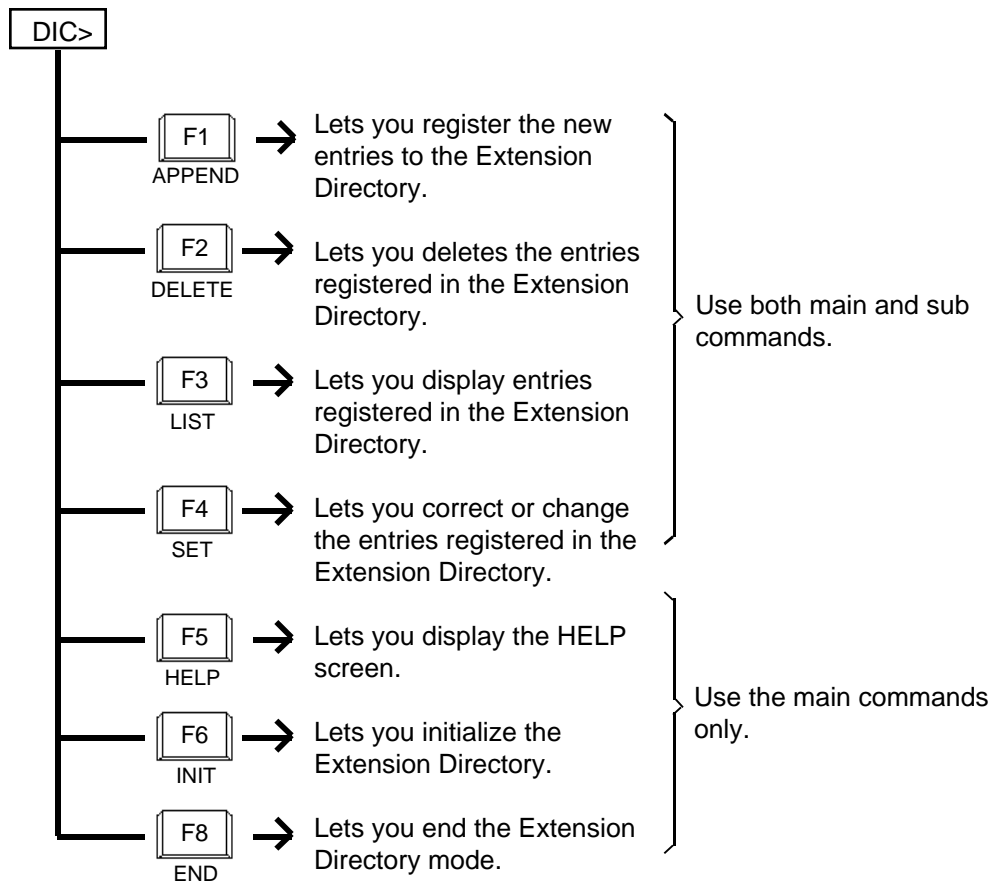 DIC>
F1
APPEND
Lets you register the new
entries to the Extension
Directory.
F2
DELETE
Lets you deletes the entries
registered in the Extension
Directory.
F3
LIST
Lets you display entries
registered in the Extension
Directory.
F4
SET
Lets you correct or change
the entries registered in the
Extension Directory.
Use both main and sub
commands.
F5
HELP
Lets you display the HELP
screen.
F6
INIT
Lets you initialize the
Extension Directory.
F8
END
Lets you end the Extension
Directory mode.
Use the main commands
only.